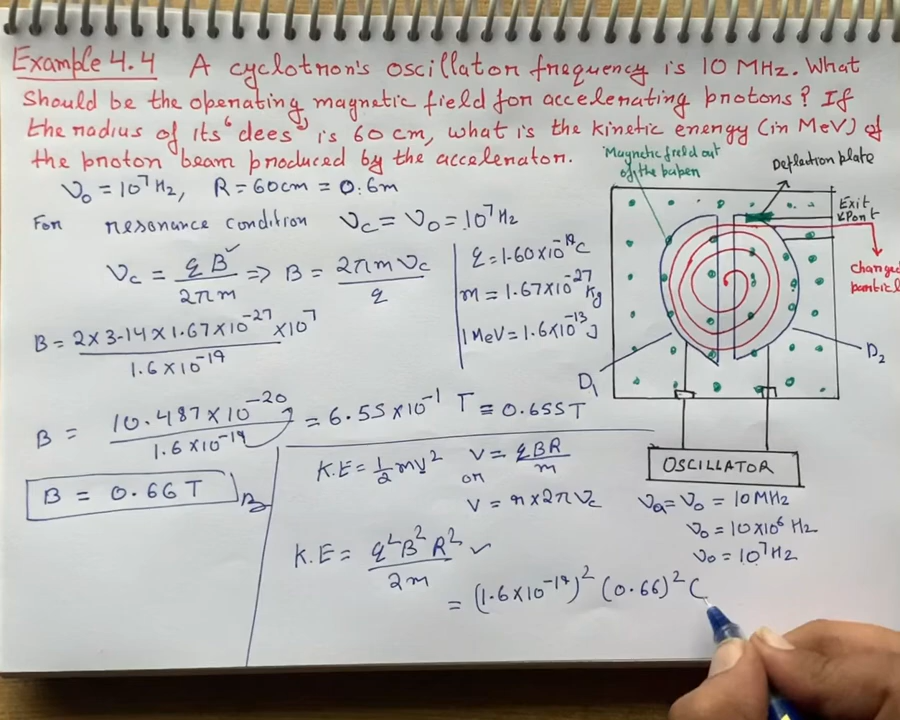 Example 4.4 A cyclotron's oscillator frequency is 10 MHz. What
should be the operating magnetic field for accelerating protons? If
the radius of its "dees" is 60 cm, what is the kinetic energy (in MeV) of
the proton beam produced by the accelerator.
ν₀ = 10⁷ Hz, R = 60cm = 0.6m
For resonance condition ν_c = ν₀ = 10⁷ Hz
ν_c = qB / 2πm ⇒ B = 2πm ν_c / q
q = 1.60×10⁻¹⁹ C
m = 1.67×10⁻²⁷ kg
1 MeV = 1.6×10⁻¹³ J
B = 2×3.14×1.67×10⁻²⁷ ×10⁷ / 1.6×10⁻¹⁹
B = 10.487×10⁻²⁰ / 1.6×10⁻¹⁹ = 6.55×10⁻¹ T = 0.655T
B = 0.66 T
K.E = ½mv² v = qBR / m
or
v = r×2πν_c
K.E = q²B²R² / 2m ✓
= (1.6×10⁻¹⁹)² (0.66)² (
Magnetic field out
of the paper
Deflection plate
Exit
Port
Charged
particle
D₁
D₂
OSCILLATOR
ν_a = ν₀ = 10 MHz
ν₀ = 10×10⁶ Hz
ν₀ = 10⁷ Hz